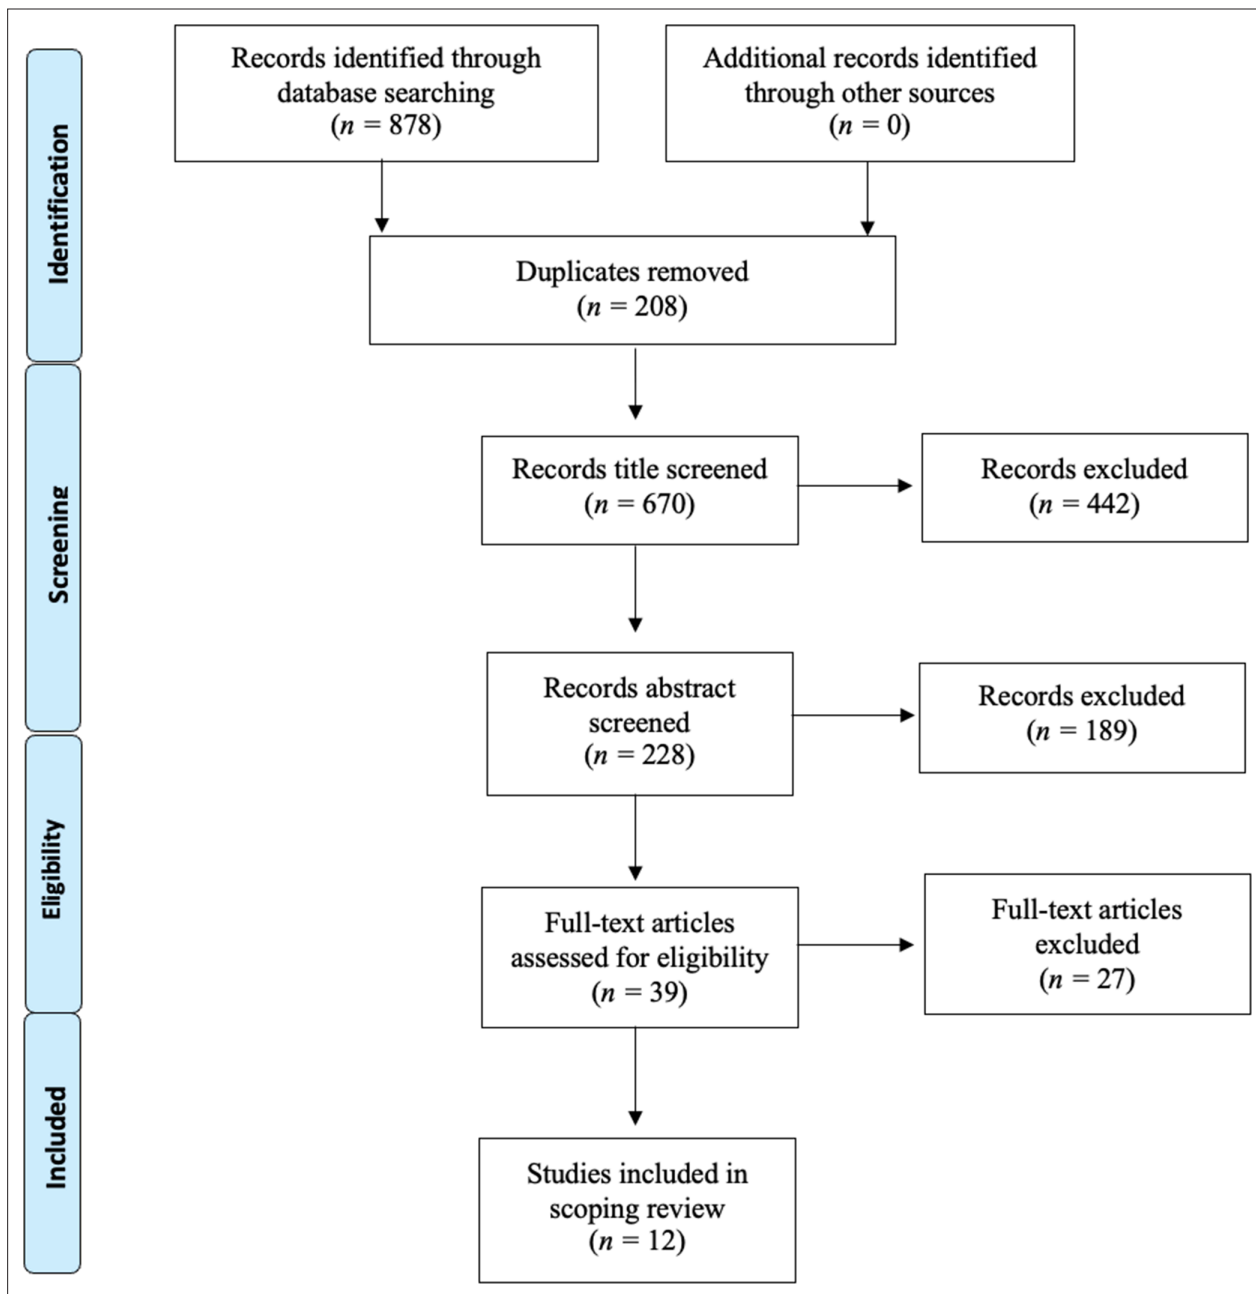 Identification
Records identified through
database searching
(n = 878)
Additional records identified
through other sources
(n = 0)
Duplicates removed
(n = 208)
Screening
Records title screened
(n = 670)
Records excluded
(n = 442)
Records abstract
screened
(n = 228)
Records excluded
(n = 189)
Eligibility
Full-text articles
assessed for eligibility
(n = 39)
Full-text articles
excluded
(n = 27)
Included
Studies included in
scoping review
(n = 12)